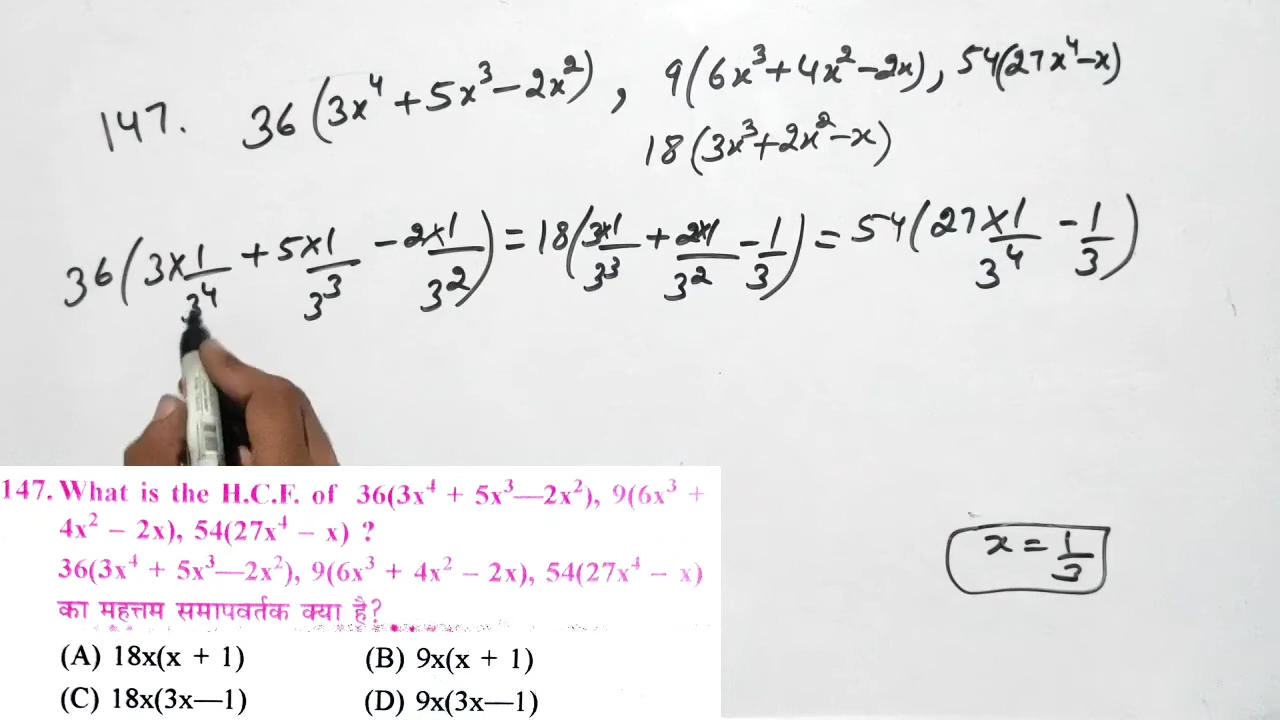 147. 36(3x⁴+5x³-2x²), 9(6x³+4x²-2x), 54(27x⁴-x)
18(3x³+2x²-x)
36(3×1/3⁴ + 5×1/3³ - 2×1/3²) = 18(3×1/3³ + 2×1/3² - 1/3) = 54(27×1/3⁴ - 1/3)
x = 1/3
147. What is the H.C.F. of 36(3x⁴ + 5x³—2x²), 9(6x³ +
4x² – 2x), 54(27x⁴ – x) ?
36(3x⁴ + 5x³—2x²), 9(6x³ + 4x² – 2x), 54(27x⁴ – x)
का महत्तम समापवर्तक क्या है?
(A) 18x(x + 1) (B) 9x(x + 1)
(C) 18x(3x—1) (D) 9x(3x—1)